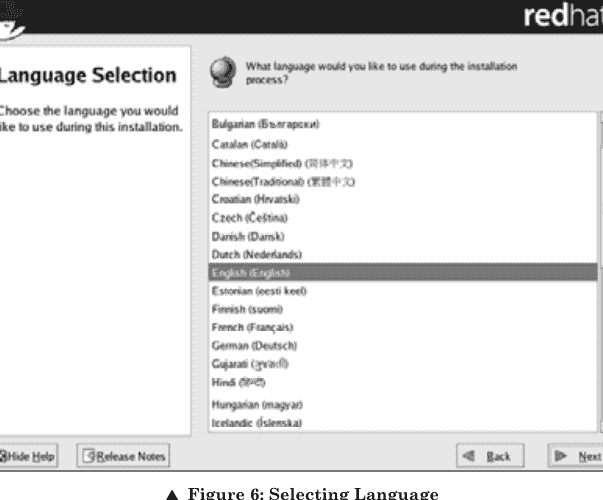 redhat
Language Selection
Choose the language you would
like to use during this installation.
What language would you like to use during the installation
process?
Bulgarian (Български)
Catalan (Català)
Chinese(Simplified) (简体中文)
Chinese(Traditional) (繁體中文)
Croatian (Hrvatski)
Czech (Čeština)
Danish (Dansk)
Dutch (Nederlands)
English (English)
Estonian (eesti keel)
Finnish (suomi)
French (Français)
German (Deutsch)
Gujarati (ગુજરાતી)
Hindi (हिन्दी)
Hungarian (magyar)
Icelandic (Íslenska)
Hide Help
Release Notes
Back
Next
▲ Figure 6: Selecting Language